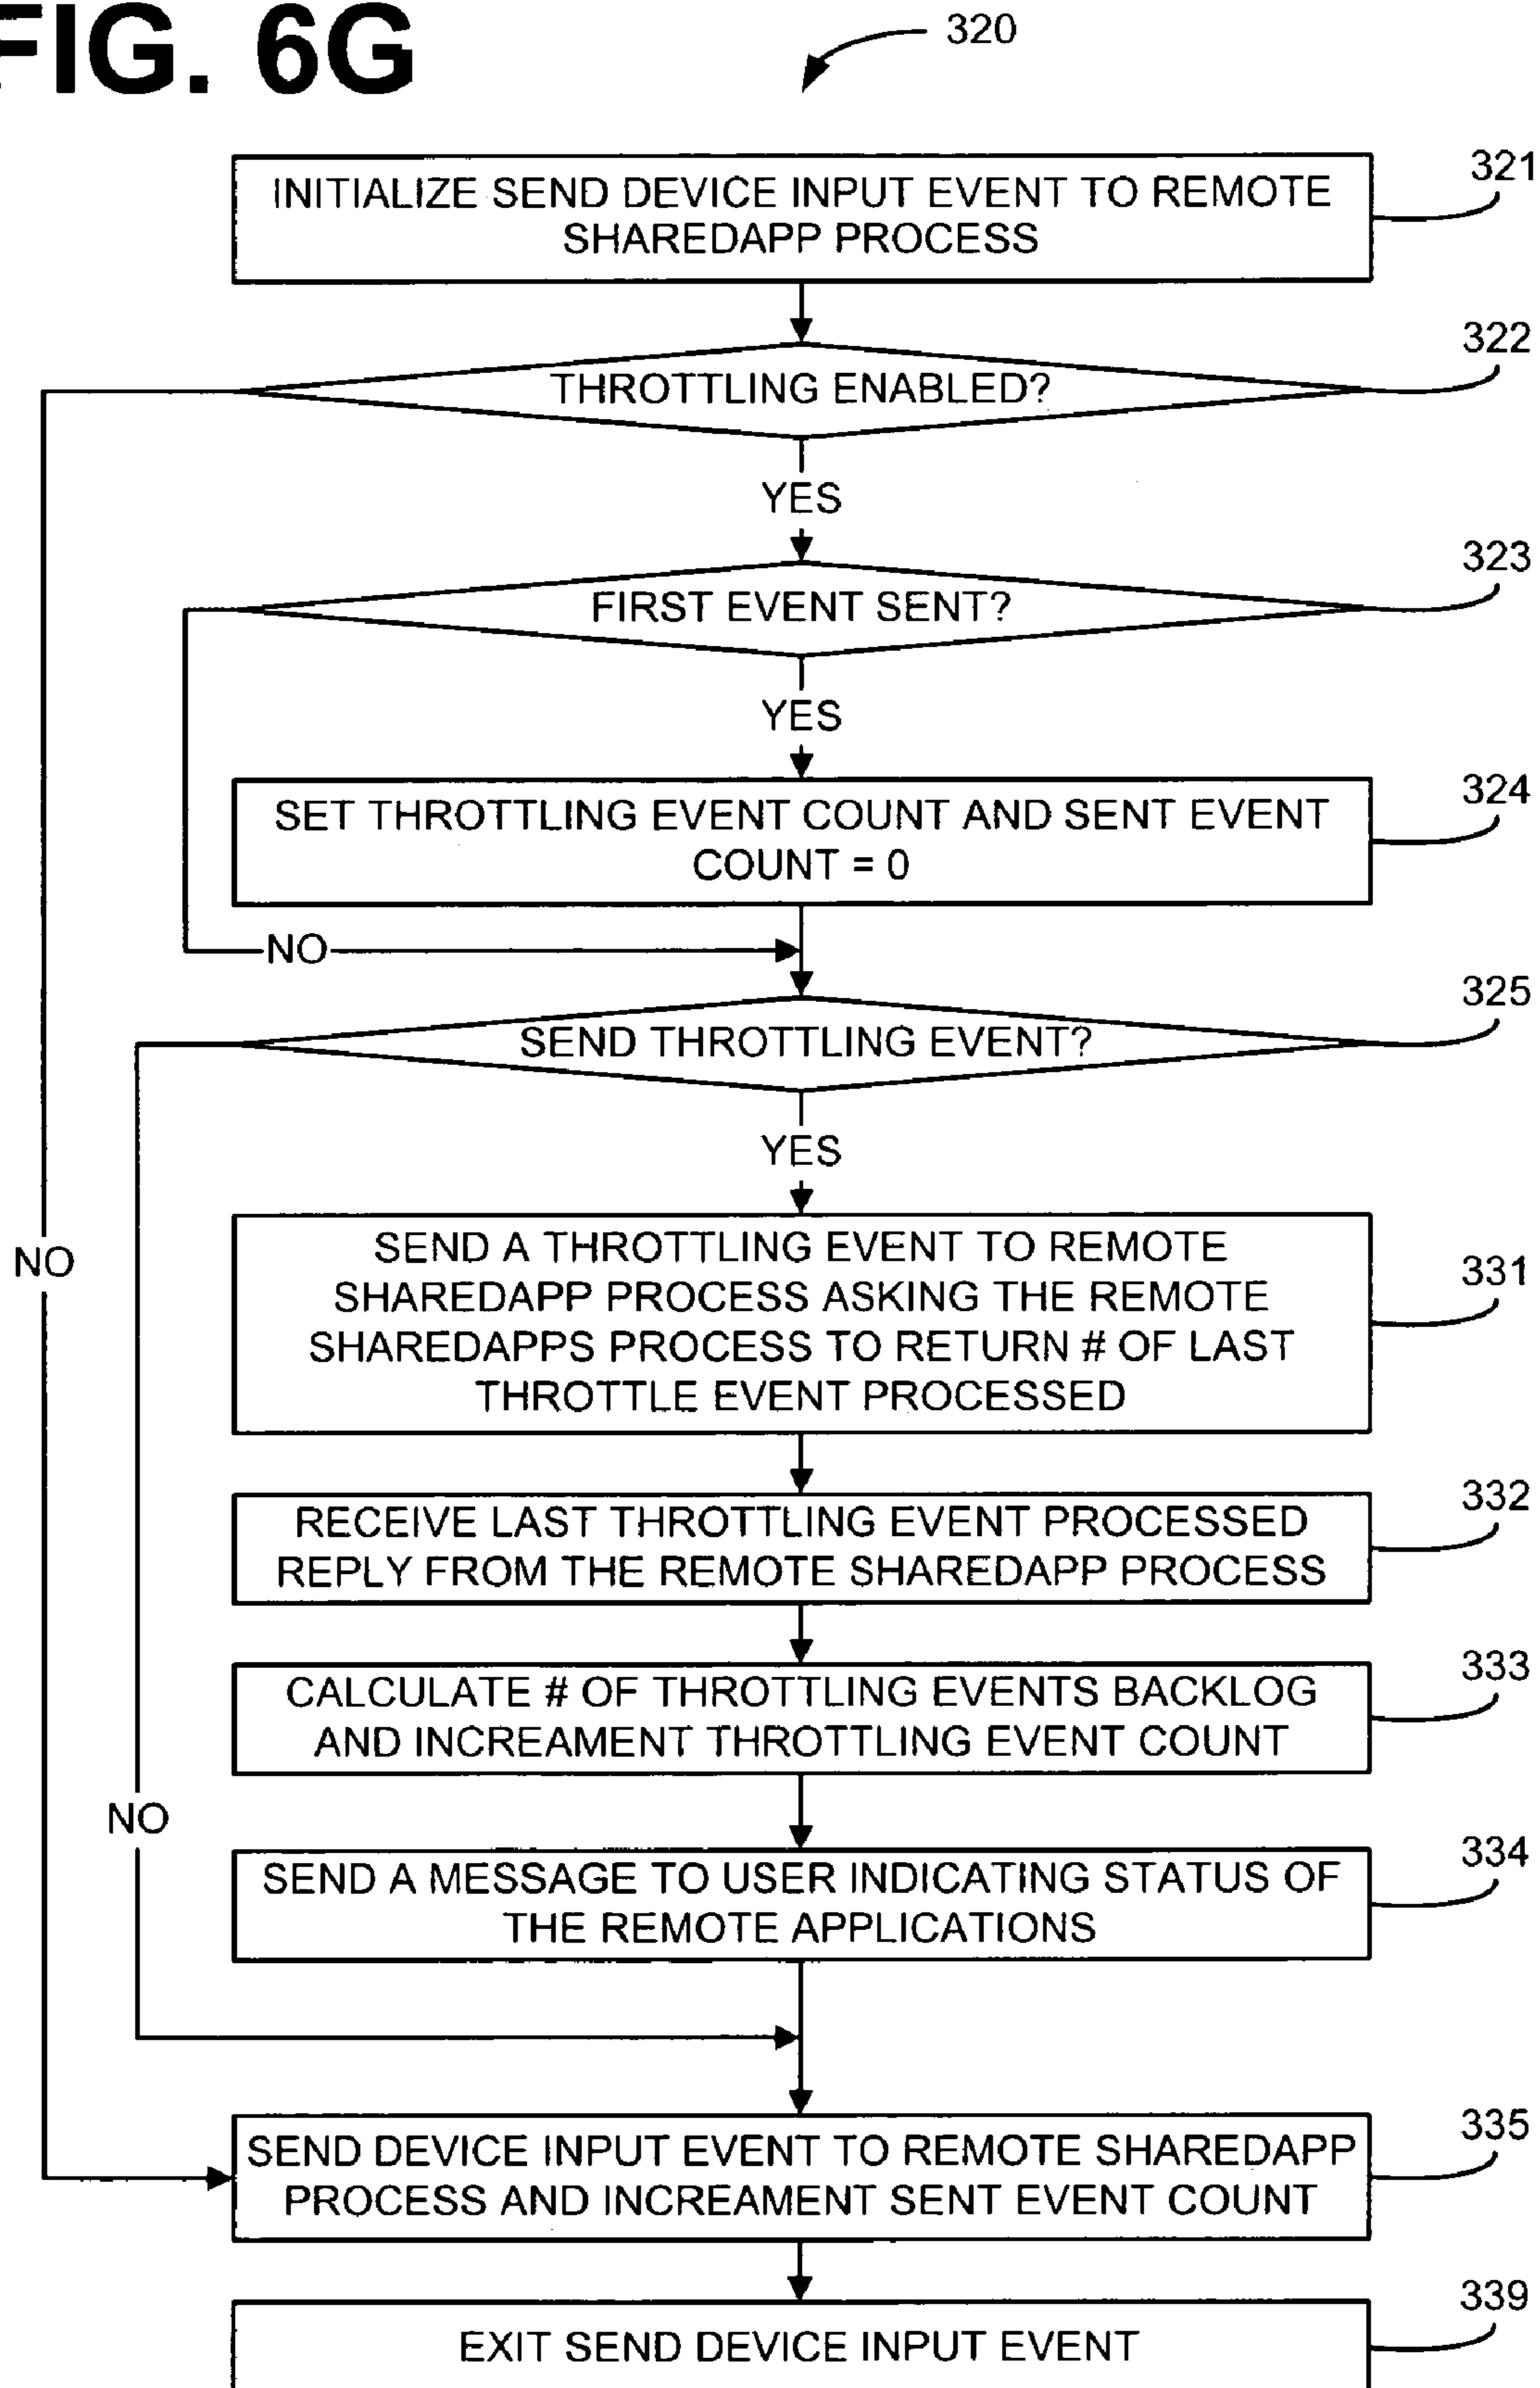 FIG. 6G
320
INITIALIZE SEND DEVICE INPUT EVENT TO REMOTE
SHAREDAPP PROCESS
321
THROTTLING ENABLED?
322
YES
FIRST EVENT SENT?
323
YES
SET THROTTLING EVENT COUNT AND SENT EVENT
COUNT = 0
324
NO
SEND THROTTLING EVENT?
325
YES
NO
SEND A THROTTLING EVENT TO REMOTE
SHAREDAPP PROCESS ASKING THE REMOTE
SHAREDAPPS PROCESS TO RETURN # OF LAST
THROTTLE EVENT PROCESSED
331
RECEIVE LAST THROTTLING EVENT PROCESSED
REPLY FROM THE REMOTE SHAREDAPP PROCESS
332
CALCULATE # OF THROTTLING EVENTS BACKLOG
AND INCREAMENT THROTTLING EVENT COUNT
333
NO
SEND A MESSAGE TO USER INDICATING STATUS OF
THE REMOTE APPLICATIONS
334
SEND DEVICE INPUT EVENT TO REMOTE SHAREDAPP
PROCESS AND INCREAMENT SENT EVENT COUNT
335
EXIT SEND DEVICE INPUT EVENT
339